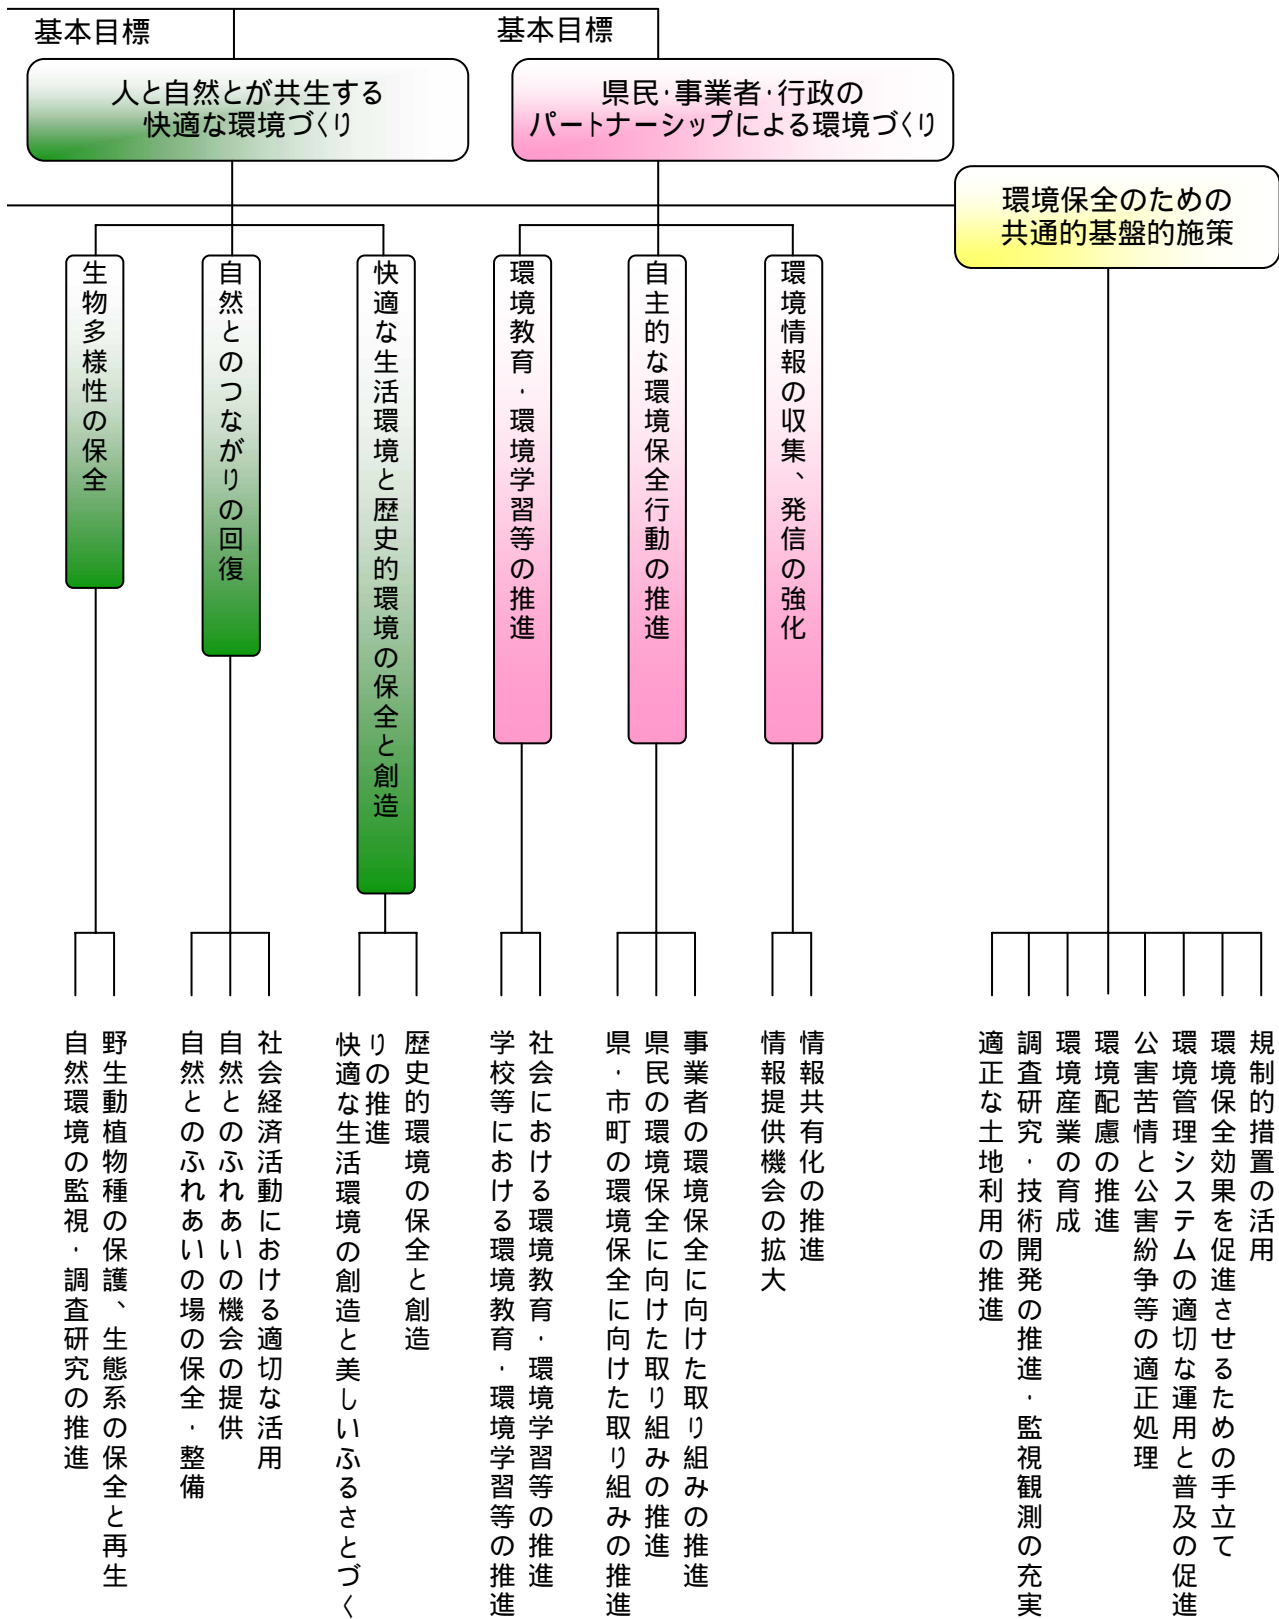 基本目標
人と自然とが共生する
快適な環境づくり
基本目標
県民・事業者・行政の
パートナーシップによる環境づくり
環境保全のための
共通的基盤的施策
生物多様性の保全
自然とのつながりの回復
快適な生活環境と歴史的環境の保全と創造
環境教育・環境学習等の推進
自主的な環境保全行動の推進
環境情報の収集、発信の強化
自然環境の監視・調査研究の推進
野生動植物種の保護、生態系の保全と再生
自然とのふれあいの場の保全・整備
自然とのふれあいの機会の提供
社会経済活動における適切な活用
快適な生活環境の創造と美しいふるさとづく
りの推進
歴史的環境の保全と創造
学校等における環境教育・環境学習等の推進
社会における環境教育・環境学習等の推進
県・市町の環境保全に向けた取り組みの推進
県民の環境保全に向けた取り組みの推進
事業者の環境保全に向けた取り組みの推進
情報提供機会の拡大
情報共有化の推進
適正な土地利用の推進
調査研究・技術開発の推進・監視観測の充実
環境産業の育成
環境配慮の推進
公害苦情と公害紛争等の適正処理
環境管理システムの適切な運用と普及の促進
環境保全効果を促進させるための手立て
規制的措置の活用